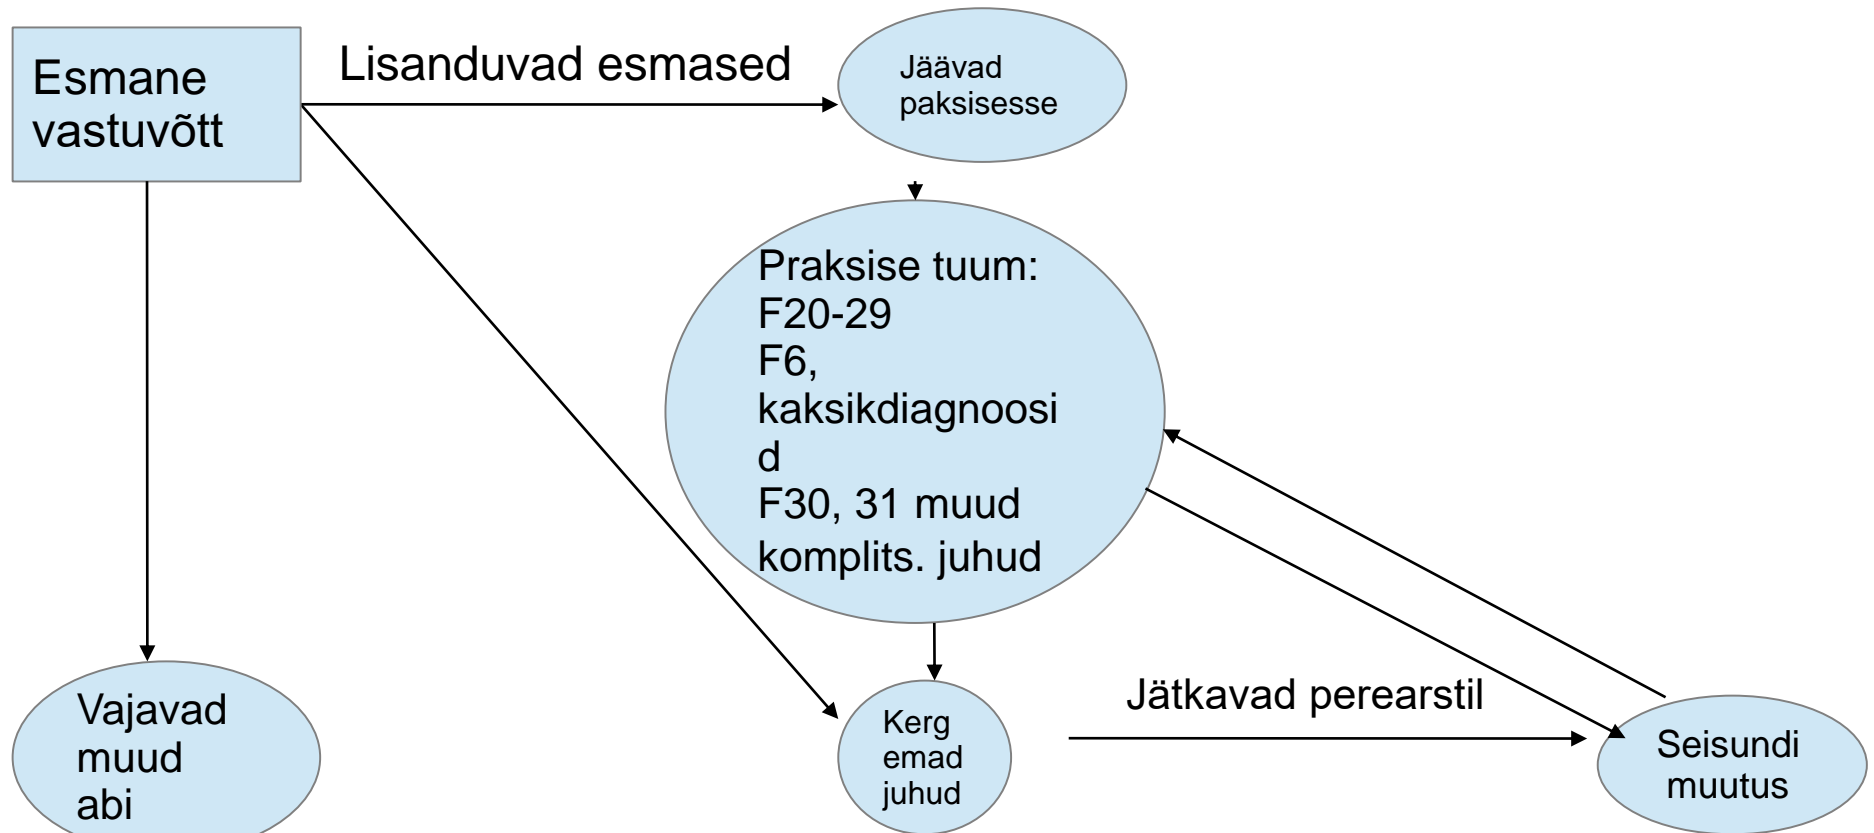 Esmane
vastuvõtt
Lisanduvad esmased
Jäävad
paksisesse
Praksise tuum:
F20-29
F6,
kaksikdiagnoosi
d
F30, 31 muud
komplits. juhud
Vajavad
muud
abi
Kerg
emad
juhud
Jätkavad perearstil
Seisundi
muutus